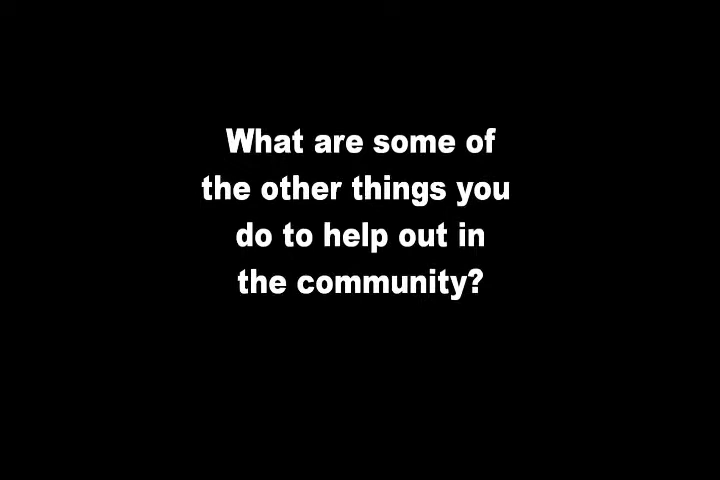 What are some of
the other things you
do to help out in
the community?